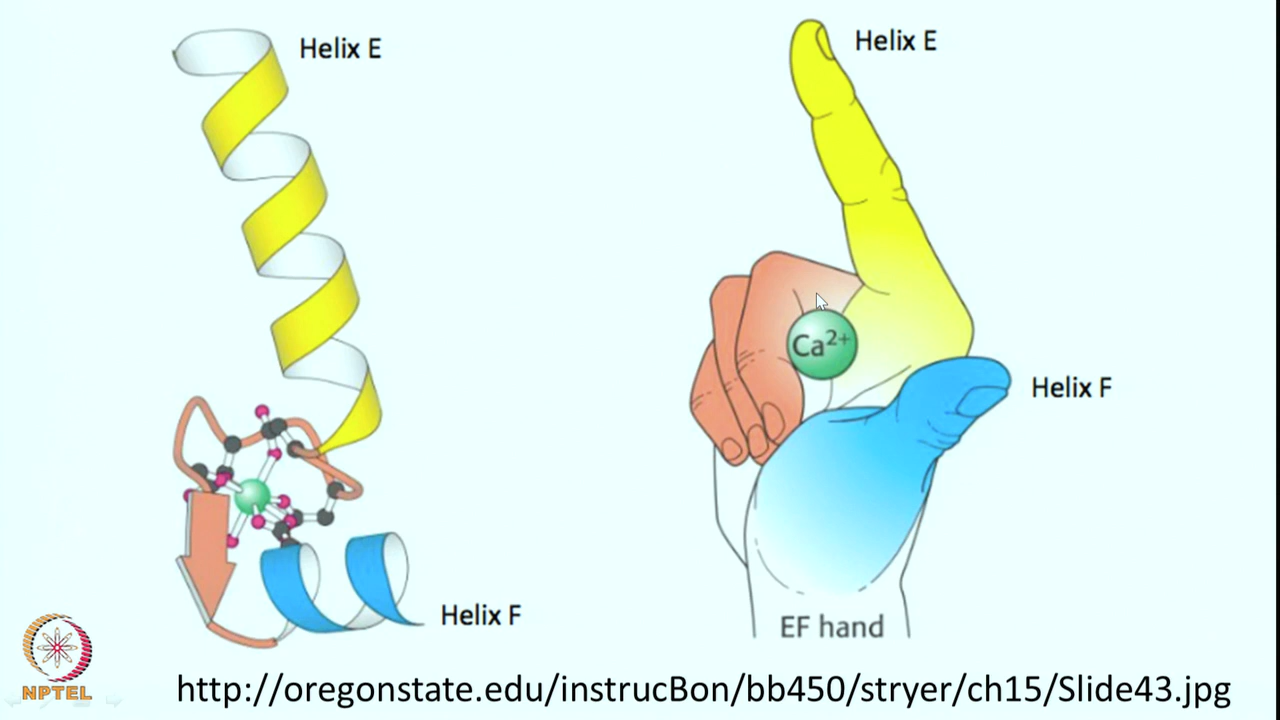 Helix E
Helix E
Ca²⁺
Helix F
Helix F
EF hand
NPTEL
http://oregonstate.edu/instrucBon/bb450/stryer/ch15/Slide43.jpg